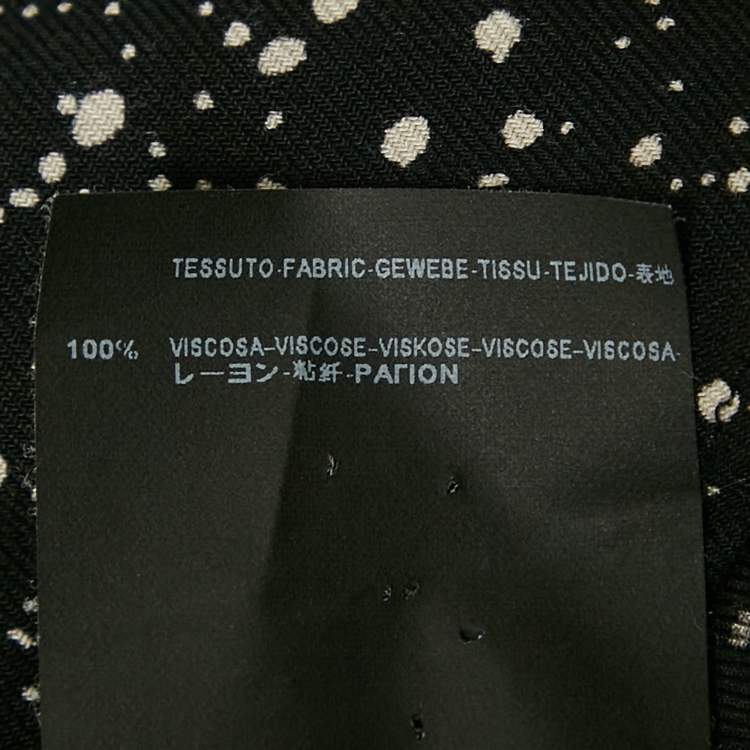 TESSUTO-FABRIC-GEWEBE-TISSU-TEJIDO-表地
100% VISCOSA-VISCOSE-VISKOSE-VISCOSE-VISCOSA-
レーヨン-粘纤-ΡΑΓΙΟΝ